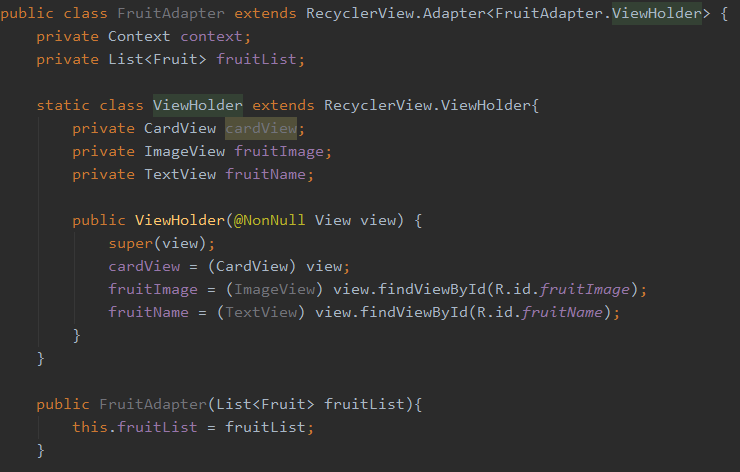 public class FruitAdapter extends RecyclerView.Adapter<FruitAdapter.ViewHolder> {
    private Context context;
    private List<Fruit> fruitList;

    static class ViewHolder extends RecyclerView.ViewHolder{
        private CardView cardView;
        private ImageView fruitImage;
        private TextView fruitName;

        public ViewHolder(@NonNull View view) {
            super(view);
            cardView = (CardView) view;
            fruitImage = (ImageView) view.findViewById(R.id.fruitImage);
            fruitName = (TextView) view.findViewById(R.id.fruitName);
        }
    }

    public FruitAdapter(List<Fruit> fruitList){
        this.fruitList = fruitList;
    }